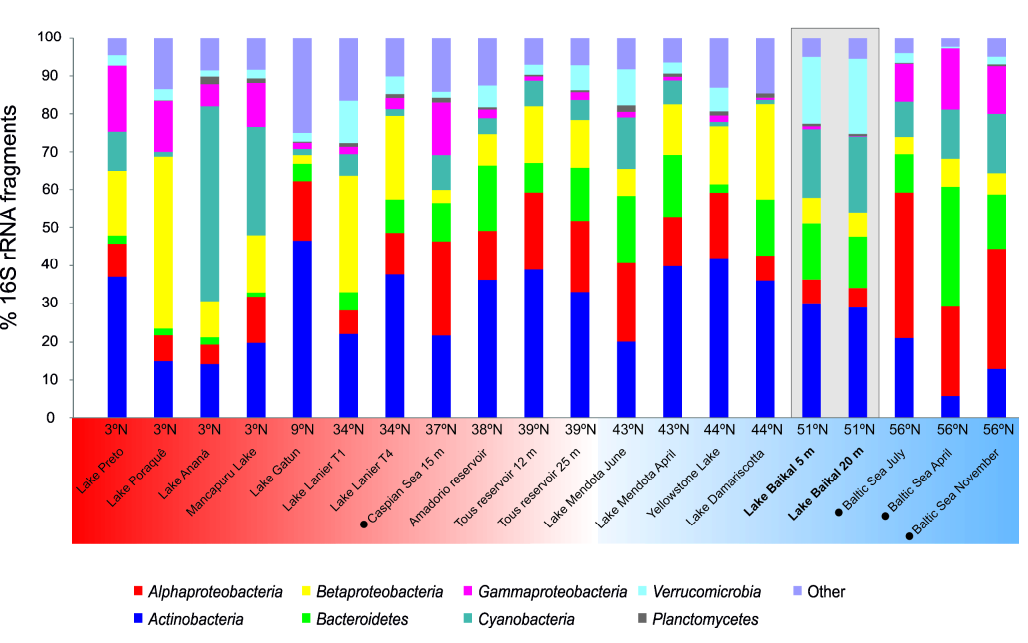 % 16S rRNA fragments
100
90
80
70
60
50
40
30
20
10
0
3ºN 3ºN 3ºN 3ºN 9ºN 34ºN 34ºN 37ºN 38ºN 39ºN 39ºN 43ºN 43ºN 44ºN 44ºN 51ºN 51ºN 56ºN 56ºN 56ºN
Lake Preto
Lake Poraquê
Lake Ananá
Mancapuru Lake
Lake Gatun
Lake Lanier T1
Lake Lanier T4
● Caspian Sea 15 m
Amadorio reservoir
Tous reservoir 12 m
Tous reservoir 25 m
Lake Mendota June
Lake Mendota April
Yellowstone Lake
Lake Damariscotta
Lake Baikal 5 m
Lake Baikal 20 m
● Baltic Sea July
● Baltic Sea April
● Baltic Sea November
Alphaproteobacteria Betaproteobacteria Gammaproteobacteria Verrucomicrobia Other
Actinobacteria Bacteroidetes Cyanobacteria Planctomycetes